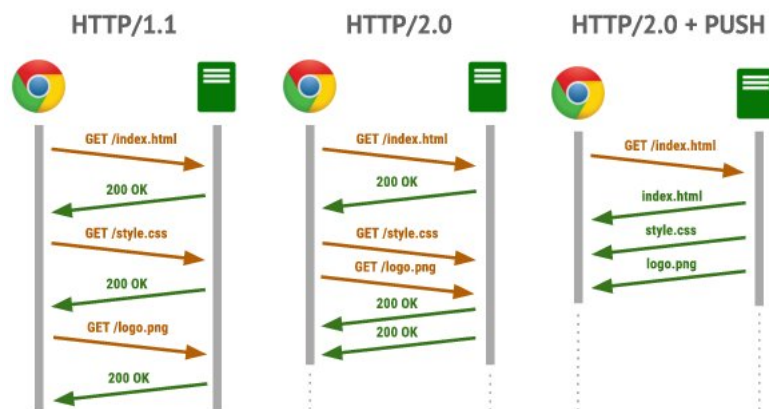 HTTP/1.1
GET /index.html
200 OK
GET /style.css
200 OK
GET /logo.png
200 OK
HTTP/2.0
GET /index.html
200 OK
GET /style.css
GET /logo.png
200 OK
200 OK
HTTP/2.0 + PUSH
GET /index.html
index.html
style.css
logo.png